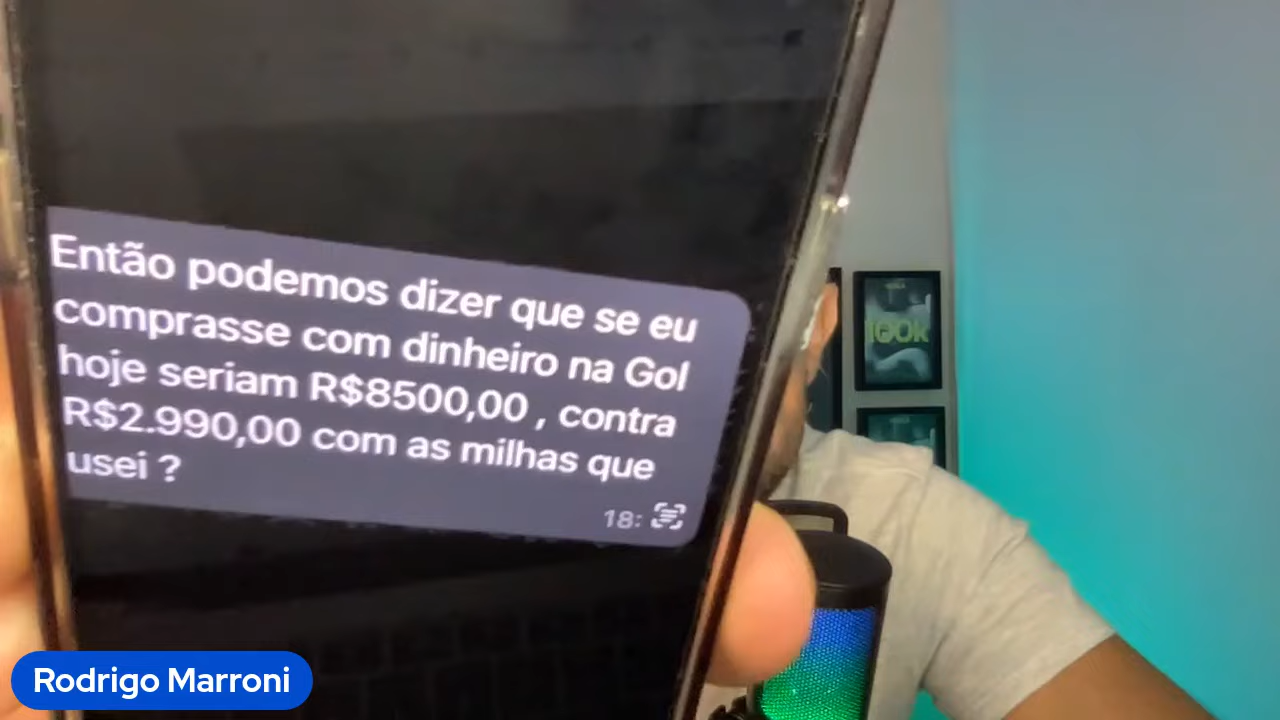 Então podemos dizer que se eu
comprasse com dinheiro na Gol
hoje seriam R$8500,00 , contra
R$2.990,00 com as milhas que
usei ?
18:
100k
Rodrigo Marroni